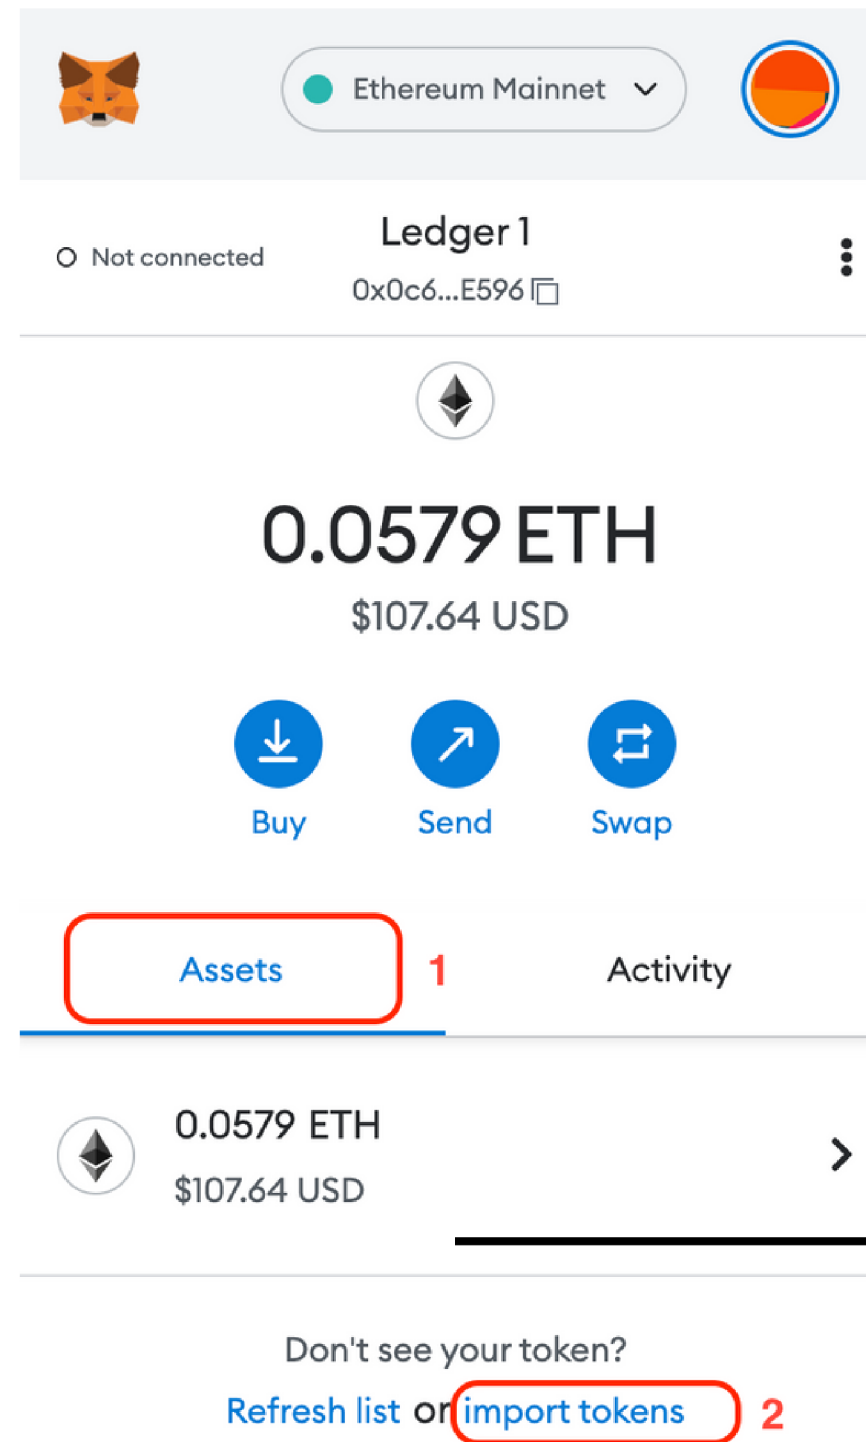 Ethereum Mainnet
Not connected
Ledger 1
0x0c6...E596
0.0579 ETH
$107.64 USD
Buy Send Swap
Assets 1 Activity
0.0579 ETH
$107.64 USD
Don't see your token?
Refresh list or import tokens 2